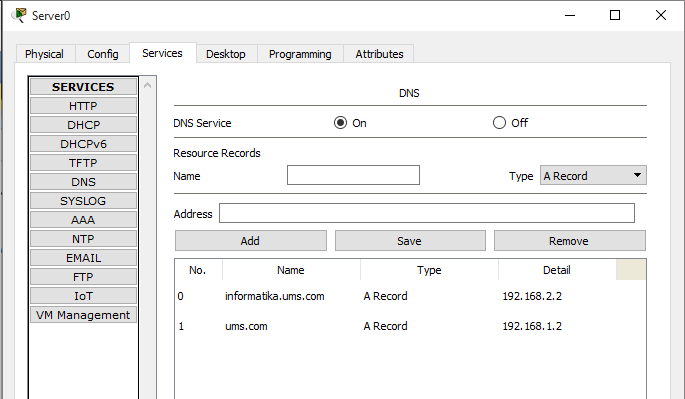 Server0
Physical Config Services Desktop Programming Attributes
SERVICES
HTTP
DHCP
DHCPv6
TFTP
DNS
SYSLOG
AAA
NTP
EMAIL
FTP
IoT
VM Management
DNS
DNS Service On Off
Resource Records
Name Type A Record
Address
Add Save Remove
No. Name Type Detail
0 informatika.ums.com A Record 192.168.2.2
1 ums.com A Record 192.168.1.2